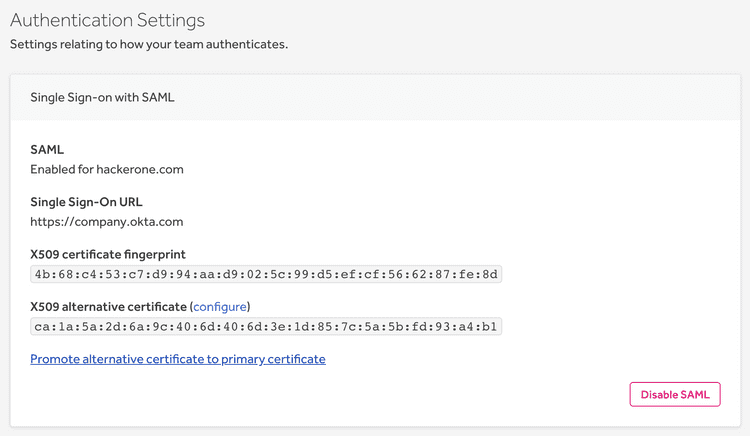 Authentication Settings
Settings relating to how your team authenticates.
Single Sign-on with SAML
SAML
Enabled for hackerone.com
Single Sign-On URL
https://company.okta.com
X509 certificate fingerprint
4b:68:c4:53:c7:d9:94:aa:d9:02:5c:99:d5:ef:cf:56:62:87:fe:8d
X509 alternative certificate (configure)
ca:1a:5a:2d:6a:9c:40:6d:40:6d:3e:1d:85:7c:5a:5b:fd:93:a4:b1
Promote alternative certificate to primary certificate
Disable SAML